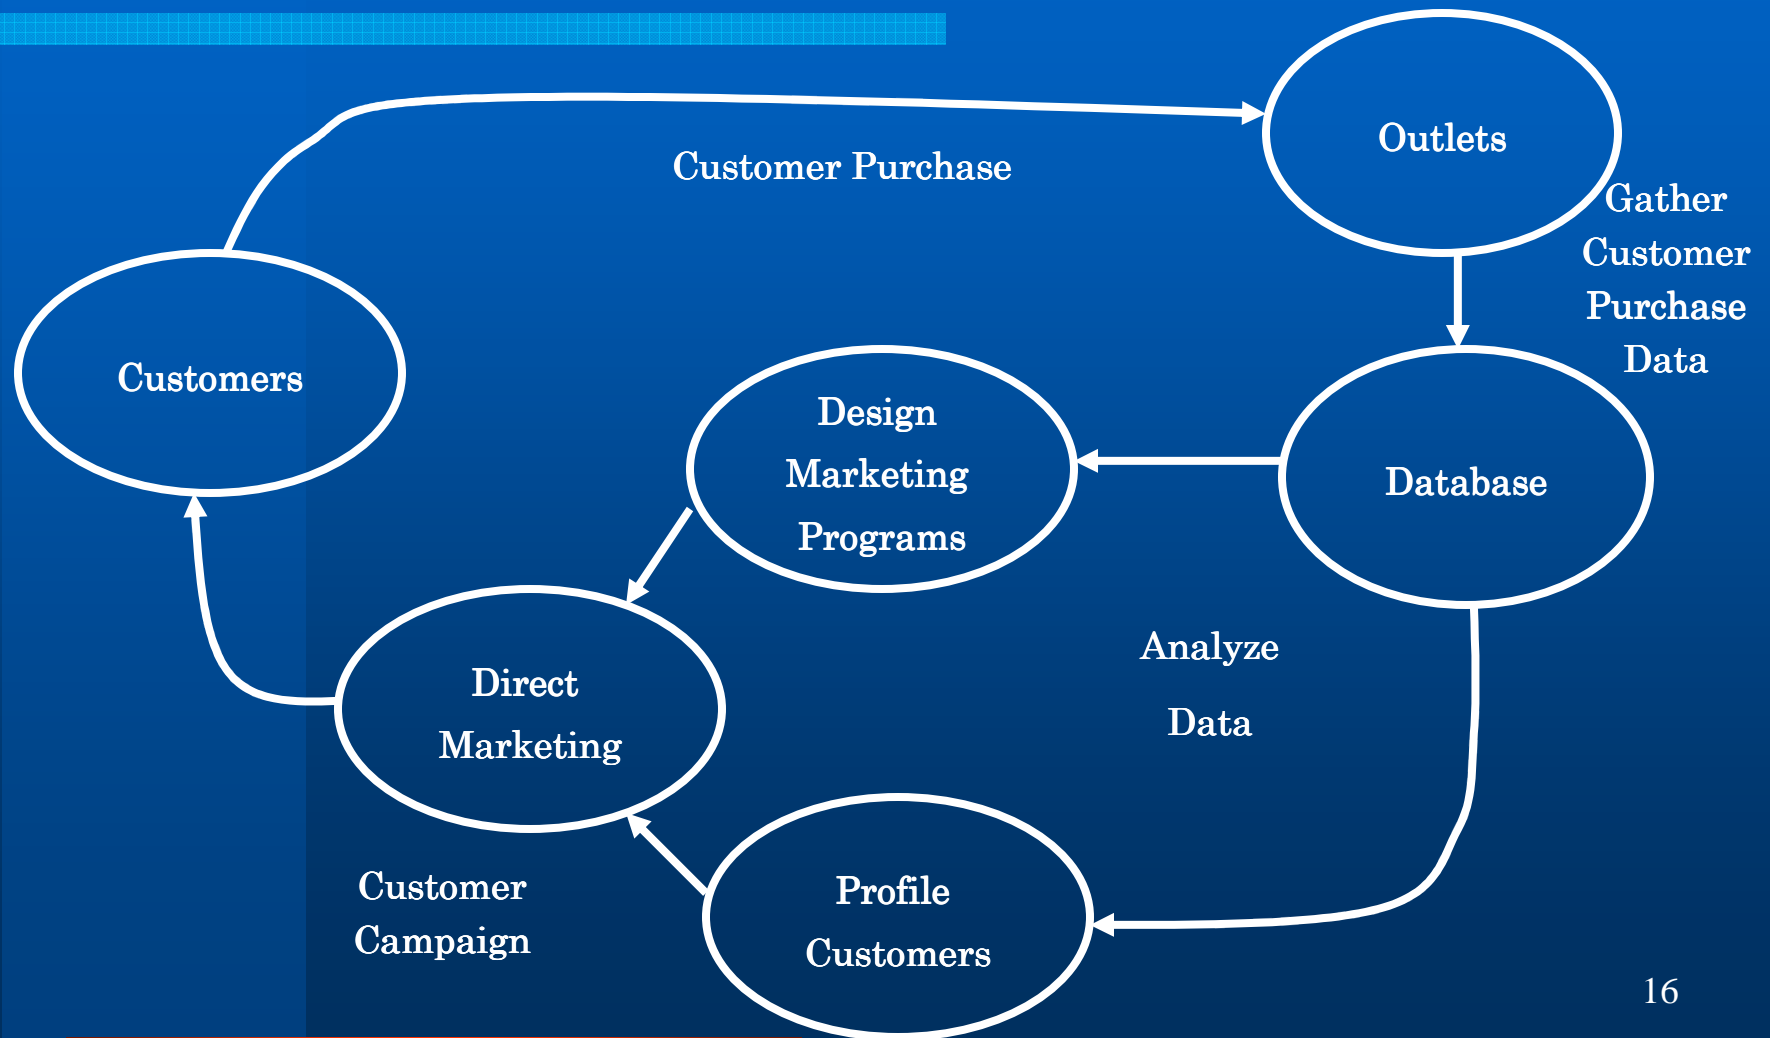 Outlets
Customer Purchase
Gather
Customer
Purchase
Data
Customers
Design
Marketing
Programs
Database
Analyze
Data
Direct
Marketing
Customer
Campaign
Profile
Customers
16